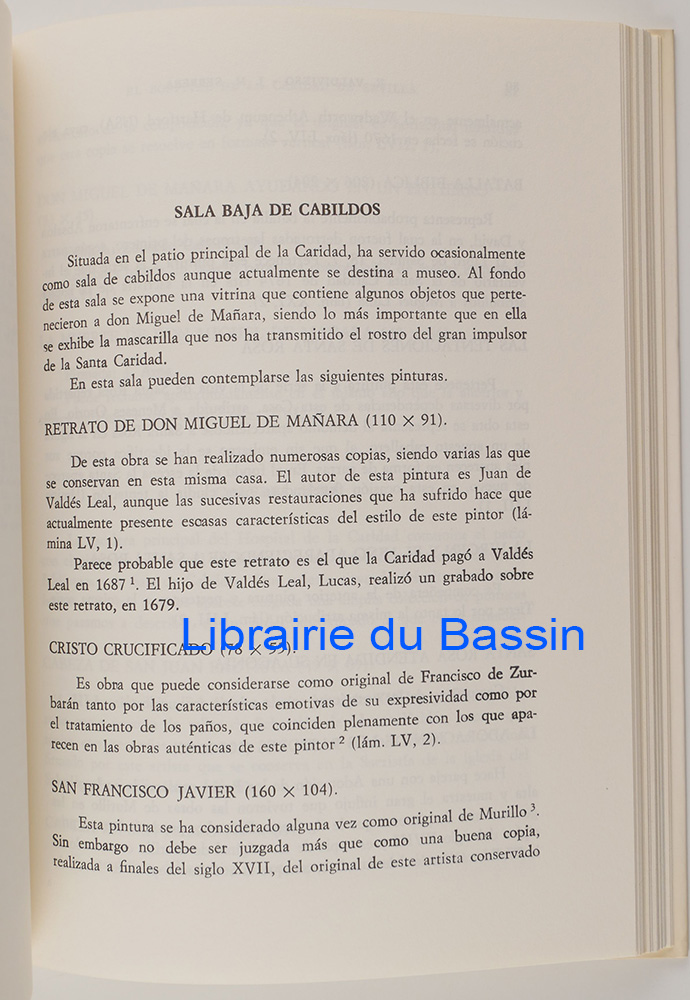 SALA BAJA DE CABILDOS
Situada en el patio principal de la Caridad, ha servido ocasionalmente
como sala de cabildos aunque actualmente se destina a museo. Al fondo
de esta sala se expone una vitrina que contiene algunos objetos que perte-
necieron a don Miguel de Mañara, siendo lo más importante que en ella
se exhibe la mascarilla que nos ha transmitido el rostro del gran impulsor
de la Santa Caridad.
En esta sala pueden contemplarse las siguientes pinturas.
RETRATO DE DON MIGUEL DE MAÑARA (110 × 91).
De esta obra se han realizado numerosas copias, siendo varias las que
se conservan en esta misma casa. El autor de esta pintura es Juan de
Valdés Leal, aunque las sucesivas restauraciones que ha sufrido hace que
actualmente presente escasas características del estilo de este pintor (lá-
mina LV, 1).
Parece probable que este retrato es el que la Caridad pagó a Valdés
Leal en 1687 ¹. El hijo de Valdés Leal, Lucas, realizó un grabado sobre
este retrato, en 1679.
Librairie du Bassin
CRISTO CRUCIFICADO (78 × 59).
Es obra que puede considerarse como original de Francisco de Zur-
barán tanto por las características emotivas de su expresividad como por
el tratamiento de los paños, que coinciden plenamente con los que apa-
recen en las obras auténticas de este pintor ² (lám. LV, 2).
SAN FRANCISCO JAVIER (160 × 104).
Esta pintura se ha considerado alguna vez como original de Murillo ³.
Sin embargo no debe ser juzgada más que como una buena copia,
realizada a finales del siglo XVII, del original de este artista conservado